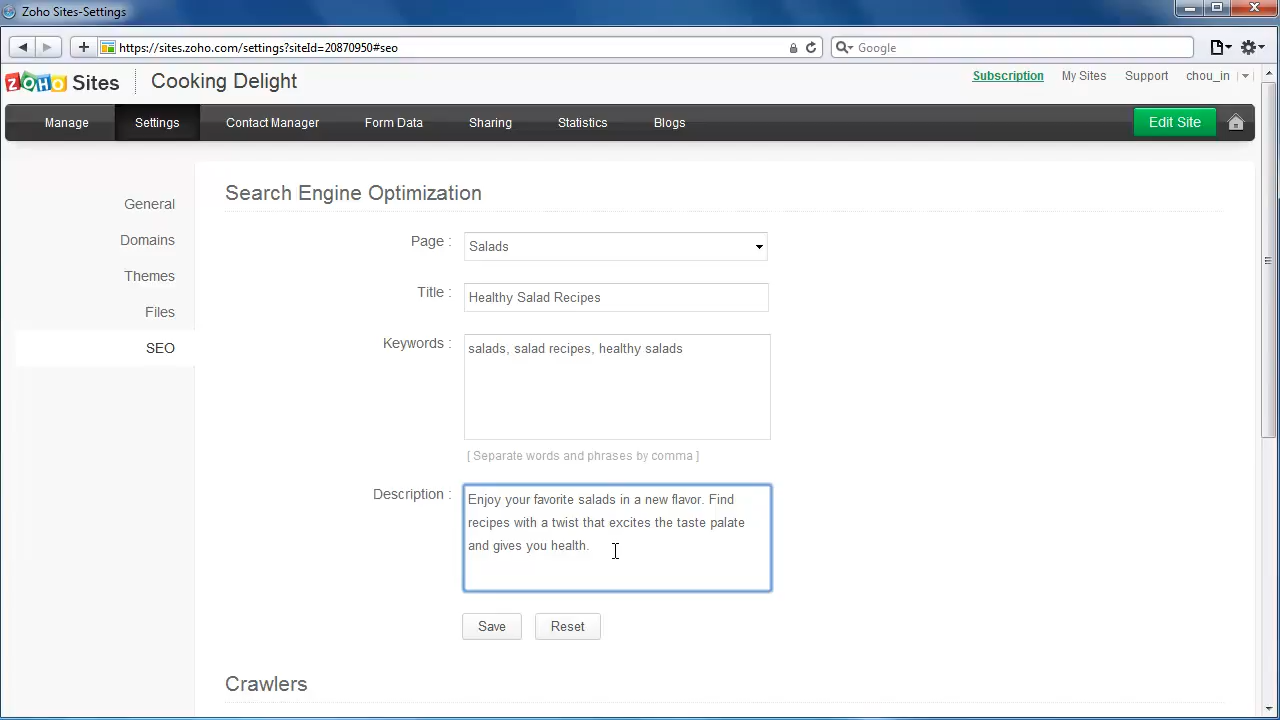 Zoho Sites-Settings
https://sites.zoho.com/settings?siteId=20870950#seo
Google
ZOHO Sites
Cooking Delight
Subscription
My Sites
Support
chou_in
Manage
Settings
Contact Manager
Form Data
Sharing
Statistics
Blogs
Edit Site
General
Domains
Themes
Files
SEO
Search Engine Optimization
Page :
Salads
Title :
Healthy Salad Recipes
Keywords :
salads, salad recipes, healthy salads
[ Separate words and phrases by comma ]
Description :
Enjoy your favorite salads in a new flavor. Find
recipes with a twist that excites the taste palate
and gives you health.
Save
Reset
Crawlers